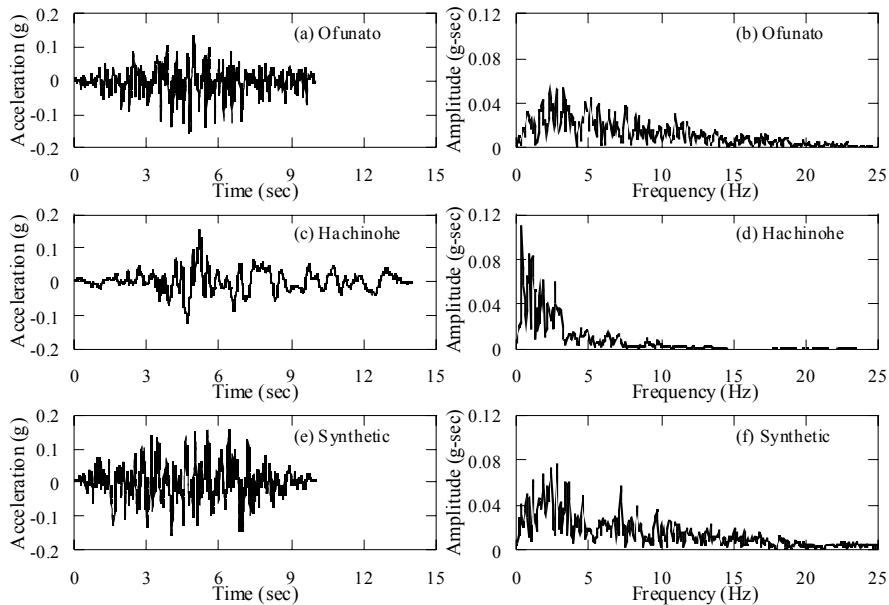 Acceleration (g)
0.2
0.1
0
-0.1
-0.2
(a) Ofunato
0 3 6 9 12 15
Time (sec)
Amplitude (g-sec)
0.12
0.08
0.04
0
(b) Ofunato
0 5 10 15 20 25
Frequency (Hz)
Acceleration (g)
0.2
0.1
0
-0.1
-0.2
(c) Hachinohe
0 3 6 9 12 15
Time (sec)
Amplitude (g-sec)
0.12
0.08
0.04
0
(d) Hachinohe
0 5 10 15 20 25
Frequency (Hz)
Acceleration (g)
0.2
0.1
0
-0.1
-0.2
(e) Synthetic
0 3 6 9 12 15
Time (sec)
Amplitude (g-sec)
0.12
0.08
0.04
0
(f) Synthetic
0 5 10 15 20 25
Frequency (Hz)